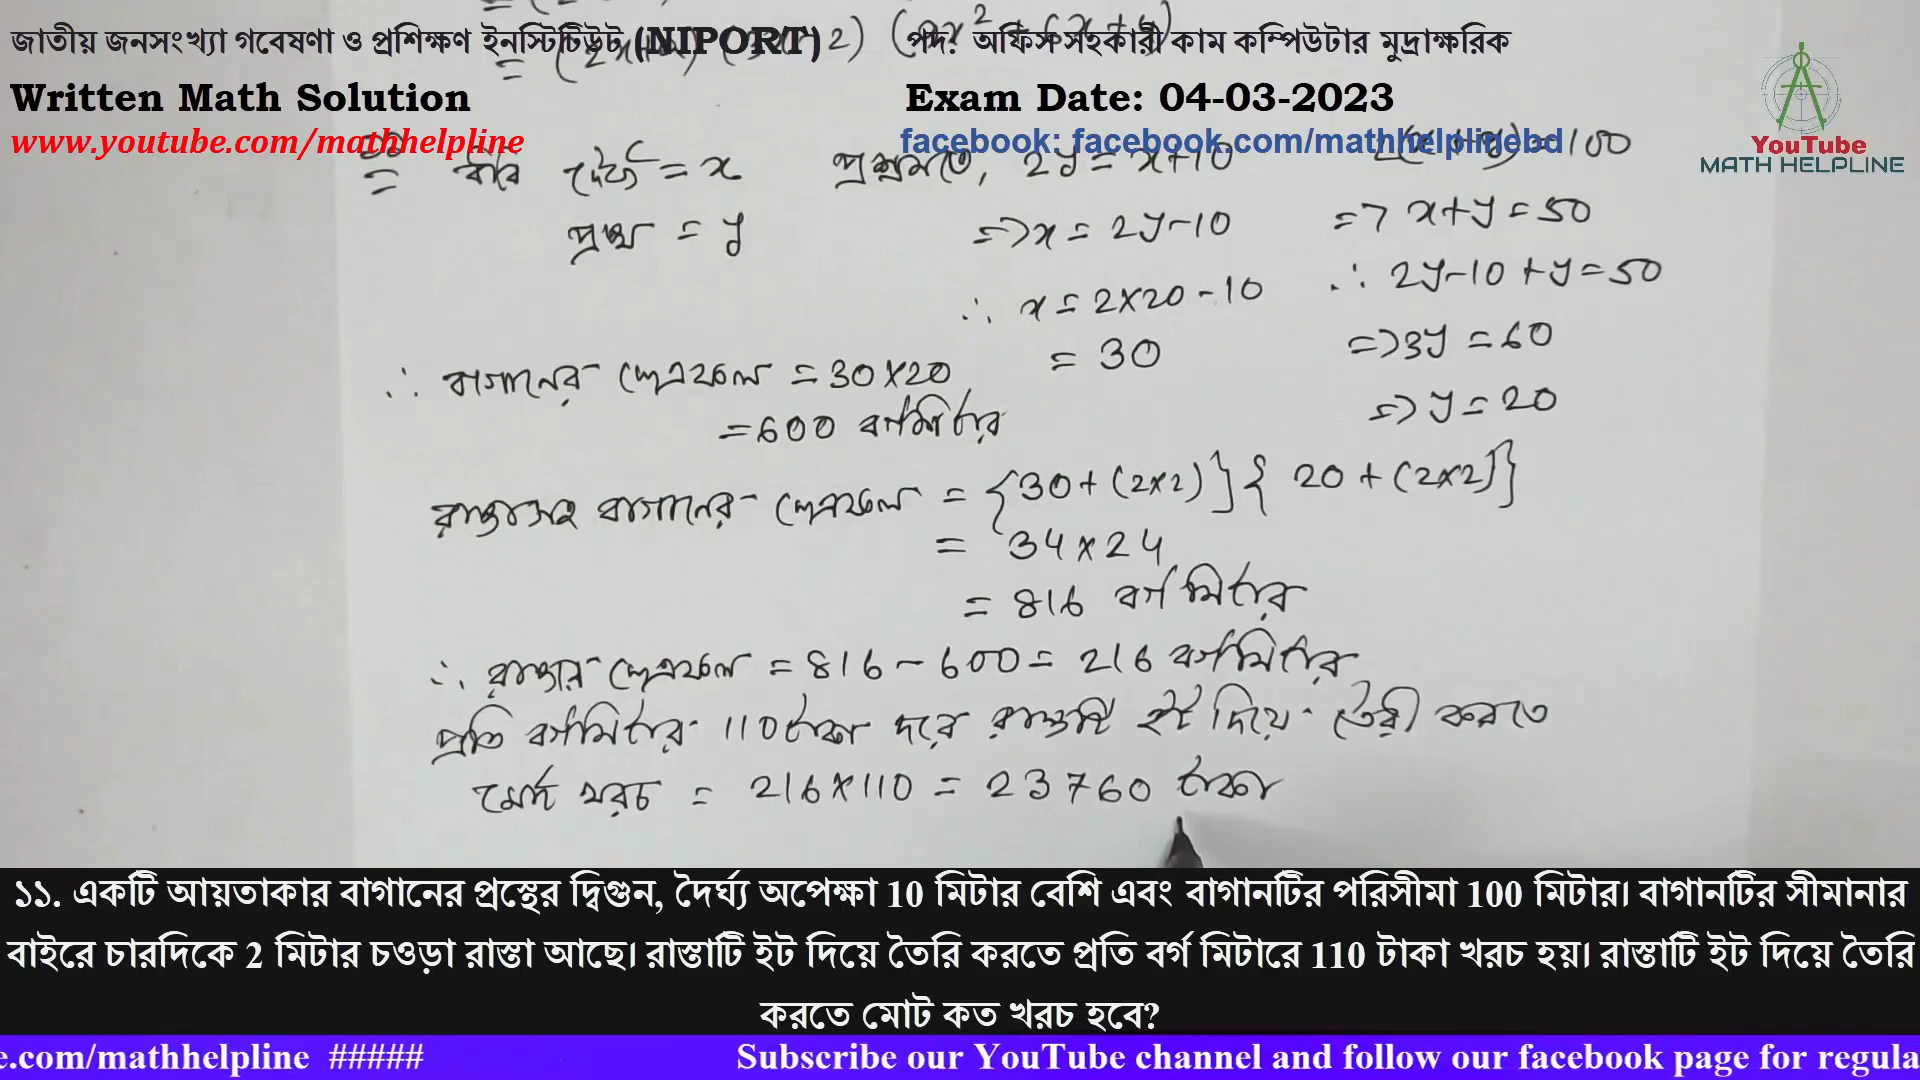 জাতীয় জনসংখ্যা গবেষণা ও প্রশিক্ষণ ইনস্টিটিউট (NIPORT)
পদ: অফিস সহকারী কাম কম্পিউটার মুদ্রাক্ষরিক
Written Math Solution
Exam Date: 04-03-2023
www.youtube.com/mathhelpline
facebook: facebook.com/mathhelplinebd
YouTube
MATH HELPLINE
দৈর্ঘ্য = x
প্রস্থ = y
প্রশ্নমতে, 2y = x+10
=> x = 2y-10
∴ x = 2×20-10
= 30
2(x+y)=100
=> x+y=50
∴ 2y-10+y=50
=> 3y=60
=> y=20
∴ বাগানের ক্ষেত্রফল = 30×20
= 600 বর্গমিটার
রাস্তাসহ বাগানের ক্ষেত্রফল = {30+(2×2)}{20+(2×2)}
= 34×24
= 816 বর্গ মিটার
∴ রাস্তার ক্ষেত্রফল = 816-600 = 216 বর্গমিটার
প্রতি বর্গমিটার 110 টাকা দরে রাস্তাটি ইট দিয়ে তৈরী করতে
মোট খরচ = 216×110 = 23760 টাকা
১১. একটি আয়তাকার বাগানের প্রস্থের দ্বিগুন, দৈর্ঘ্য অপেক্ষা 10 মিটার বেশি এবং বাগানটির পরিসীমা 100 মিটার। বাগানটির সীমানার
বাইরে চারদিকে 2 মিটার চওড়া রাস্তা আছে। রাস্তাটি ইট দিয়ে তৈরি করতে প্রতি বর্গ মিটারে 110 টাকা খরচ হয়। রাস্তাটি ইট দিয়ে তৈরি
করতে মোট কত খরচ হবে?
e.com/mathhelpline ##### Subscribe our YouTube channel and follow our facebook page for regula